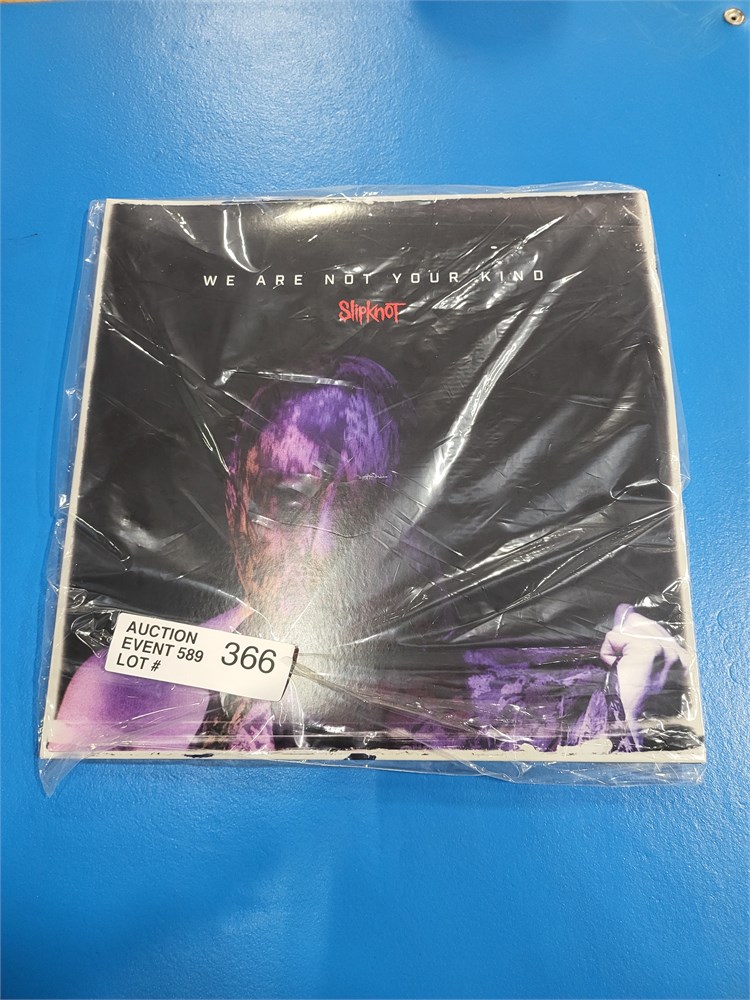 WE ARE NOT YOUR KIND
SlipKnoT
AUCTION
EVENT 589
LOT #
366